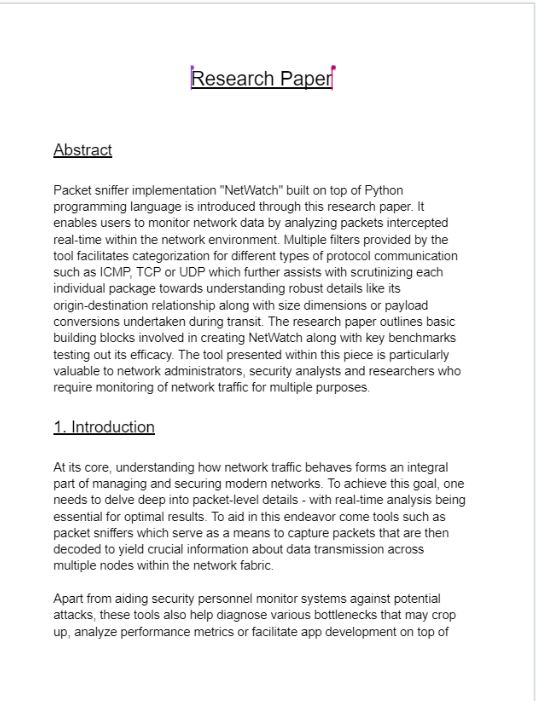 Research Paper
Abstract
Packet sniffer implementation "NetWatch" built on top of Python
programming language is introduced through this research paper. It
enables users to monitor network data by analyzing packets intercepted
real-time within the network environment. Multiple filters provided by the
tool facilitates categorization for different types of protocol communication
such as ICMP, TCP or UDP which further assists with scrutinizing each
individual package towards understanding robust details like its
origin-destination relationship along with size dimensions or payload
conversions undertaken during transit. The research paper outlines basic
building blocks involved in creating NetWatch along with key benchmarks
testing out its efficacy. The tool presented within this piece is particularly
valuable to network administrators, security analysts and researchers who
require monitoring of network traffic for multiple purposes.
1. Introduction
At its core, understanding how network traffic behaves forms an integral
part of managing and securing modern networks. To achieve this goal, one
needs to delve deep into packet-level details - with real-time analysis being
essential for optimal results. To aid in this endeavor come tools such as
packet sniffers which serve as a means to capture packets that are then
decoded to yield crucial information about data transmission across
multiple nodes within the network fabric.
Apart from aiding security personnel monitor systems against potential
attacks, these tools also help diagnose various bottlenecks that may crop
up, analyze performance metrics or facilitate app development on top of